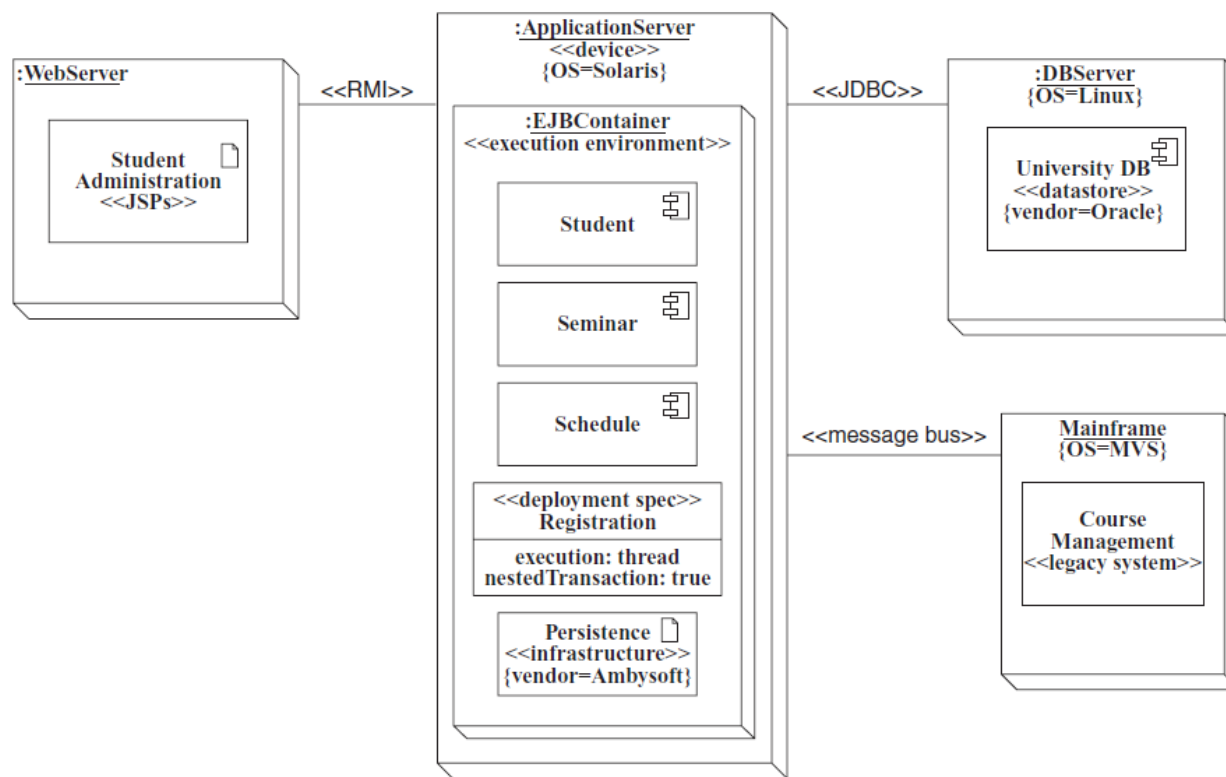 :WebServer
Student
Administration
<<JSPs>>
<<RMI>>
:ApplicationServer
<<device>>
{OS=Solaris}
:EJBContainer
<<execution environment>>
Student
Seminar
Schedule
<<deployment spec>>
Registration
execution: thread
nestedTransaction: true
Persistence
<<infrastructure>>
{vendor=Ambysoft}
<<JDBC>>
:DBServer
{OS=Linux}
University DB
<<datastore>>
{vendor=Oracle}
<<message bus>>
Mainframe
{OS=MVS}
Course
Management
<<legacy system>>